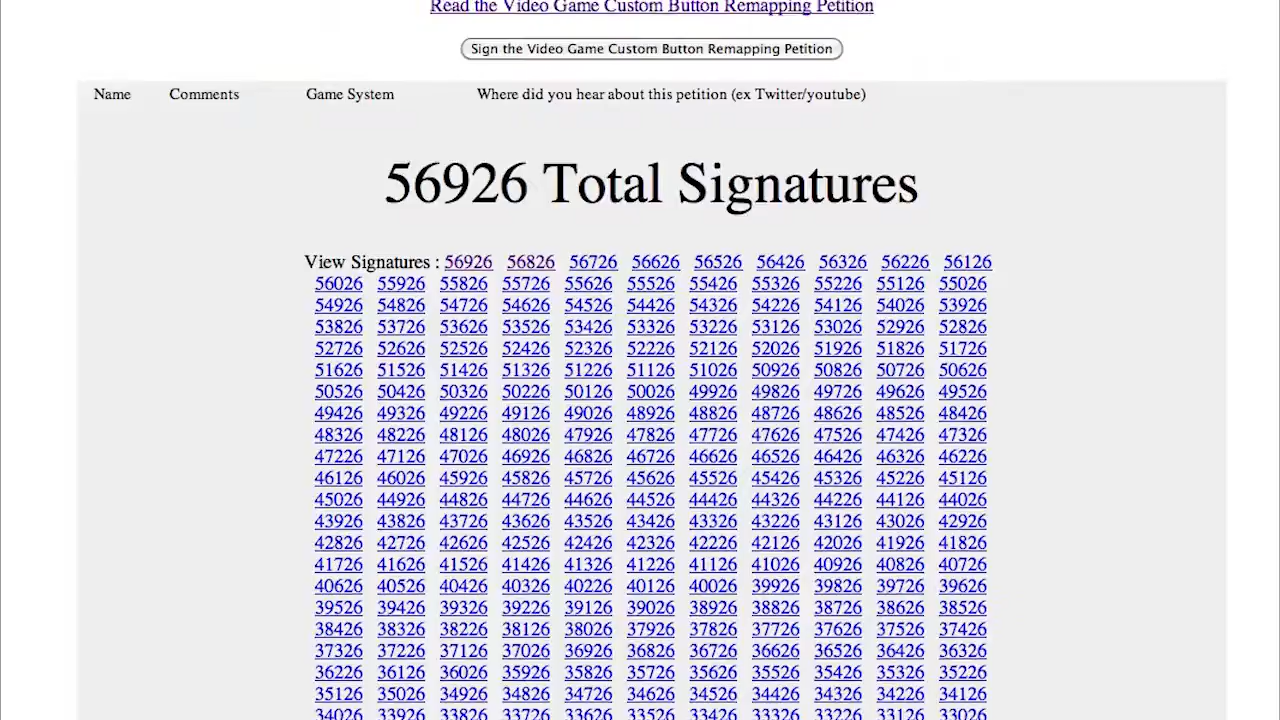 Read the Video Game Custom Button Remapping Petition
Sign the Video Game Custom Button Remapping Petition
Name Comments Game System Where did you hear about this petition (ex Twitter/youtube)
56926 Total Signatures
View Signatures : 56926 56826 56726 56626 56526 56426 56326 56226 56126
56026 55926 55826 55726 55626 55526 55426 55326 55226 55126 55026
54926 54826 54726 54626 54526 54426 54326 54226 54126 54026 53926
53826 53726 53626 53526 53426 53326 53226 53126 53026 52926 52826
52726 52626 52526 52426 52326 52226 52126 52026 51926 51826 51726
51626 51526 51426 51326 51226 51126 51026 50926 50826 50726 50626
50526 50426 50326 50226 50126 50026 49926 49826 49726 49626 49526
49426 49326 49226 49126 49026 48926 48826 48726 48626 48526 48426
48326 48226 48126 48026 47926 47826 47726 47626 47526 47426 47326
47226 47126 47026 46926 46826 46726 46626 46526 46426 46326 46226
46126 46026 45926 45826 45726 45626 45526 45426 45326 45226 45126
45026 44926 44826 44726 44626 44526 44426 44326 44226 44126 44026
43926 43826 43726 43626 43526 43426 43326 43226 43126 43026 42926
42826 42726 42626 42526 42426 42326 42226 42126 42026 41926 41826
41726 41626 41526 41426 41326 41226 41126 41026 40926 40826 40726
40626 40526 40426 40326 40226 40126 40026 39926 39826 39726 39626
39526 39426 39326 39226 39126 39026 38926 38826 38726 38626 38526
38426 38326 38226 38126 38026 37926 37826 37726 37626 37526 37426
37326 37226 37126 37026 36926 36826 36726 36626 36526 36426 36326
36226 36126 36026 35926 35826 35726 35626 35526 35426 35326 35226
35126 35026 34926 34826 34726 34626 34526 34426 34326 34226 34126
34026 33926 33826 33726 33626 33526 33426 33326 33226 33126 33026